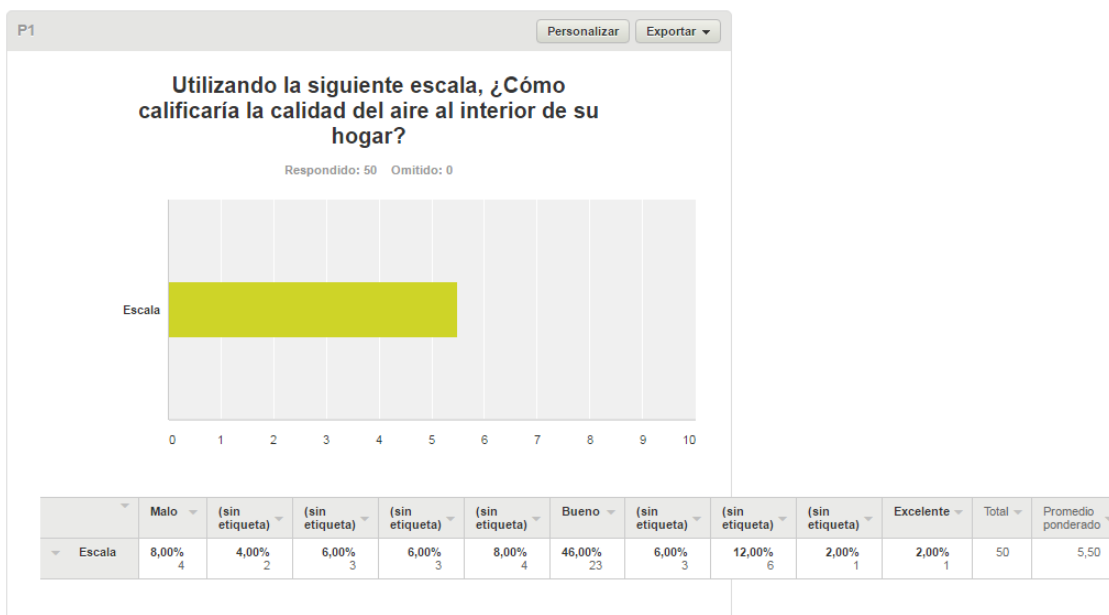 P1
Personalizar
Exportar
Utilizando la siguiente escala, ¿Cómo
calificaría la calidad del aire al interior de su
hogar?
Respondido: 50 Omitido: 0
Escala
0 1 2 3 4 5 6 7 8 9 10
Malo (sin etiqueta) (sin etiqueta) (sin etiqueta) (sin etiqueta) Bueno (sin etiqueta) (sin etiqueta) (sin etiqueta) Excelente Total Promedio ponderado
Escala 8,00% 4,00% 6,00% 6,00% 8,00% 46,00% 6,00% 12,00% 2,00% 2,00% 50 5,50
4 2 3 3 4 23 3 6 1 1